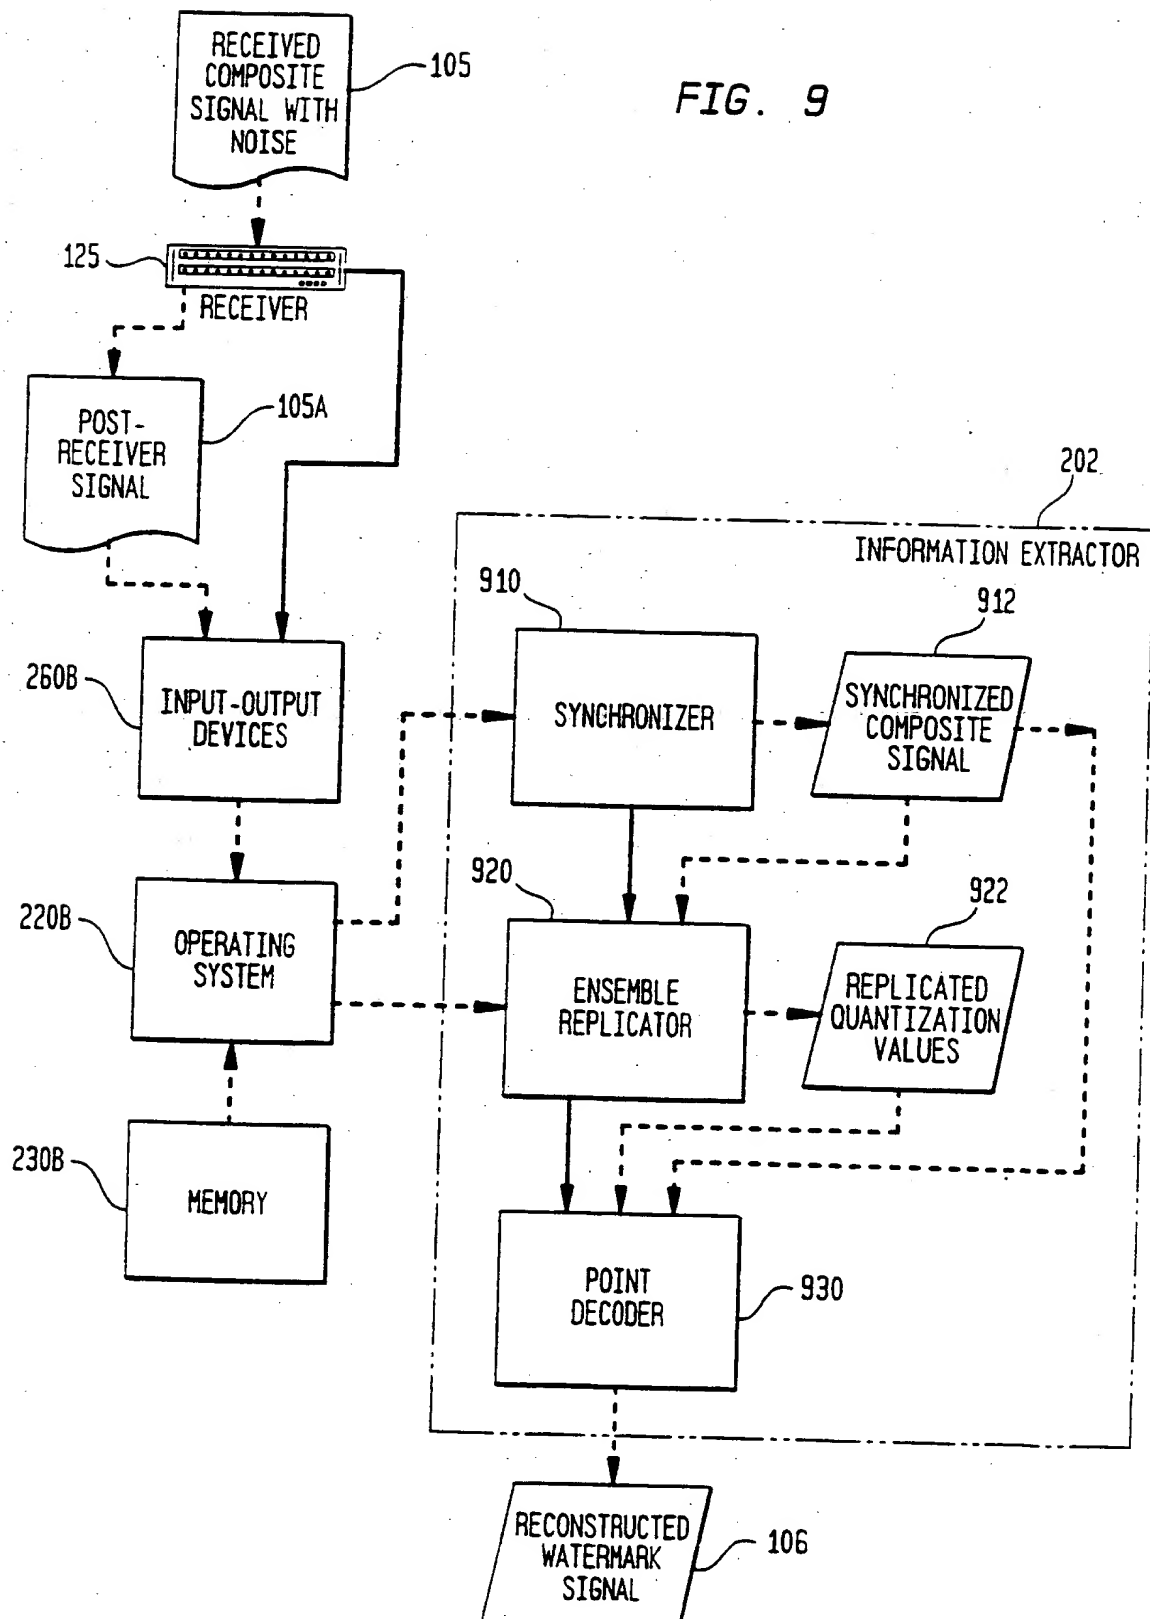 RECEIVED
COMPOSITE
SIGNAL WITH
NOISE
105
FIG. 9
125
RECEIVER
POST-
RECEIVER
SIGNAL
105A
202
INFORMATION EXTRACTOR
910
912
260B
INPUT-OUTPUT
DEVICES
SYNCHRONIZER
SYNCHRONIZED
COMPOSITE
SIGNAL
920
922
220B
OPERATING
SYSTEM
ENSEMBLE
REPLICATOR
REPLICATED
QUANTIZATION
VALUES
230B
MEMORY
POINT
DECODER
930
RECONSTRUCTED
WATERMARK
SIGNAL
106